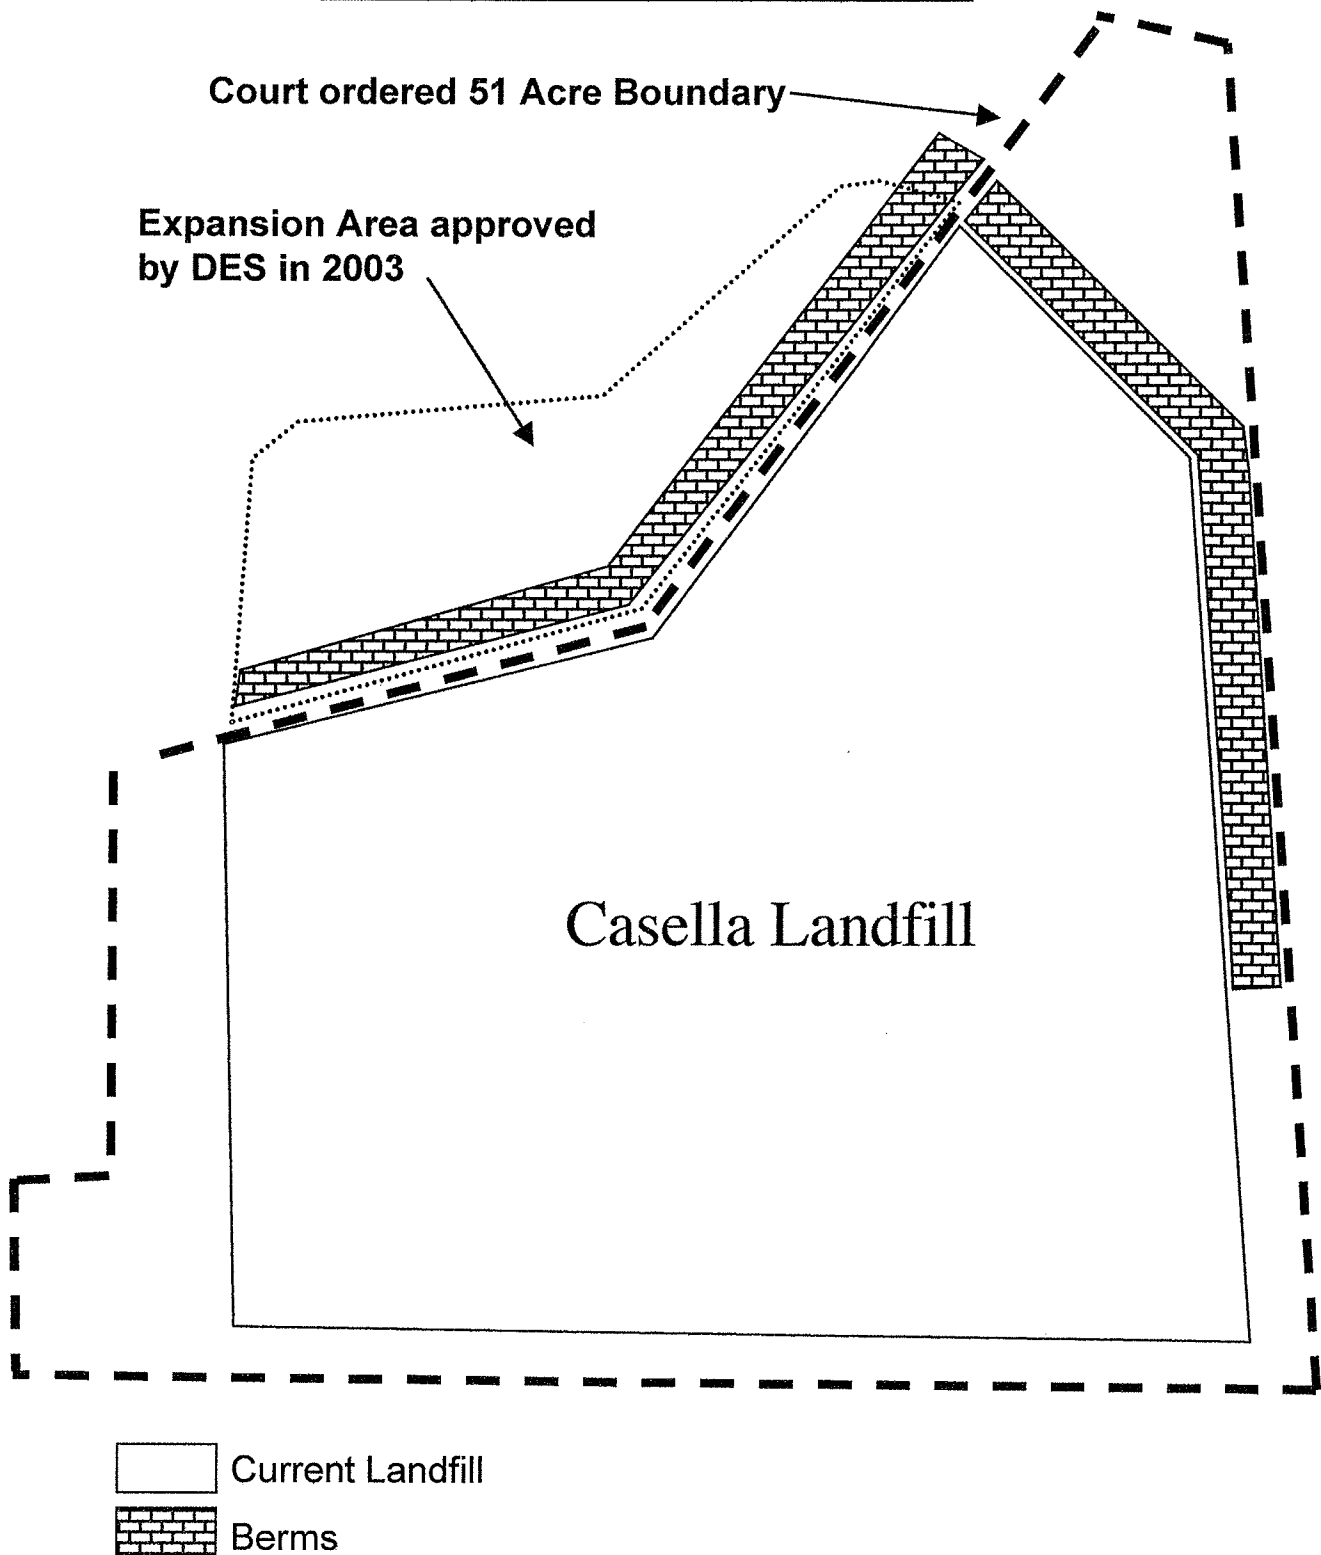 Court ordered 51 Acre Boundary
Expansion Area approved
by DES in 2003
Casella Landfill
Current Landfill
Berms